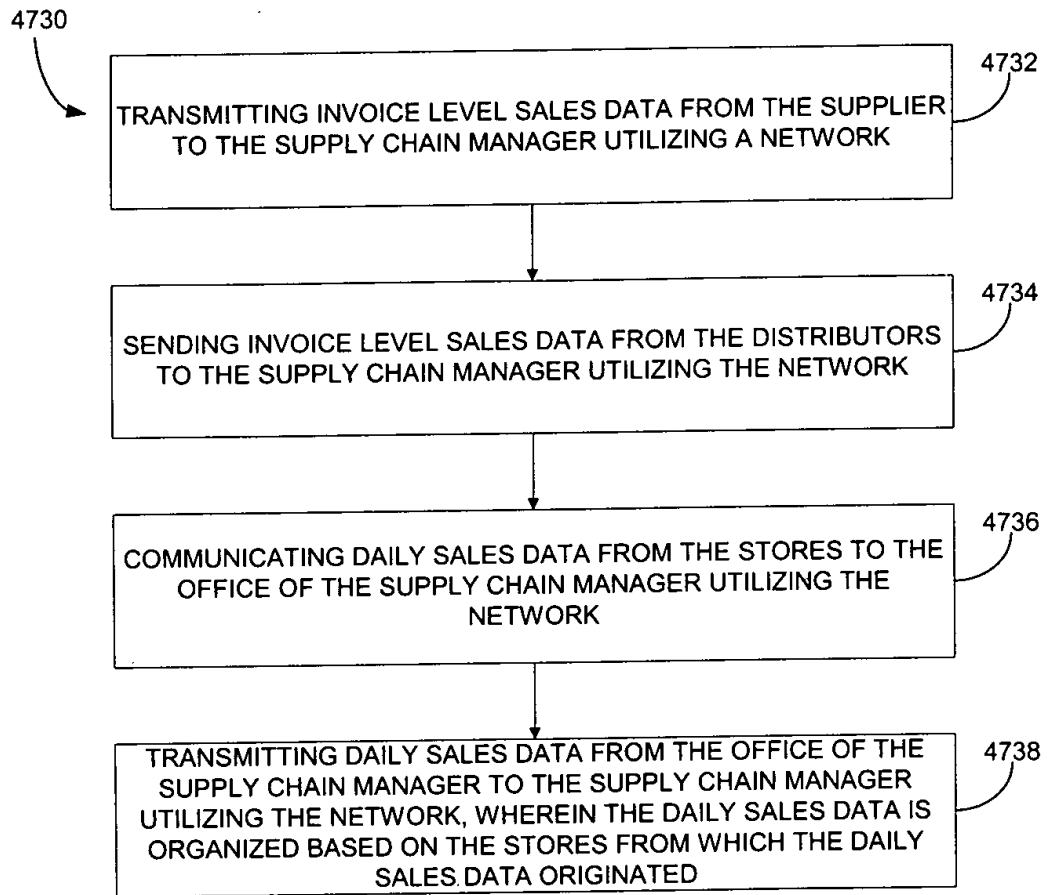 4730
4732
TRANSMITTING INVOICE LEVEL SALES DATA FROM THE SUPPLIER
TO THE SUPPLY CHAIN MANAGER UTILIZING A NETWORK
4734
SENDING INVOICE LEVEL SALES DATA FROM THE DISTRIBUTORS
TO THE SUPPLY CHAIN MANAGER UTILIZING THE NETWORK
4736
COMMUNICATING DAILY SALES DATA FROM THE STORES TO THE
OFFICE OF THE SUPPLY CHAIN MANAGER UTILIZING THE
NETWORK
4738
TRANSMITTING DAILY SALES DATA FROM THE OFFICE OF THE
SUPPLY CHAIN MANAGER TO THE SUPPLY CHAIN MANAGER
UTILIZING THE NETWORK, WHEREIN THE DAILY SALES DATA IS
ORGANIZED BASED ON THE STORES FROM WHICH THE DAILY
SALES DATA ORIGINATED